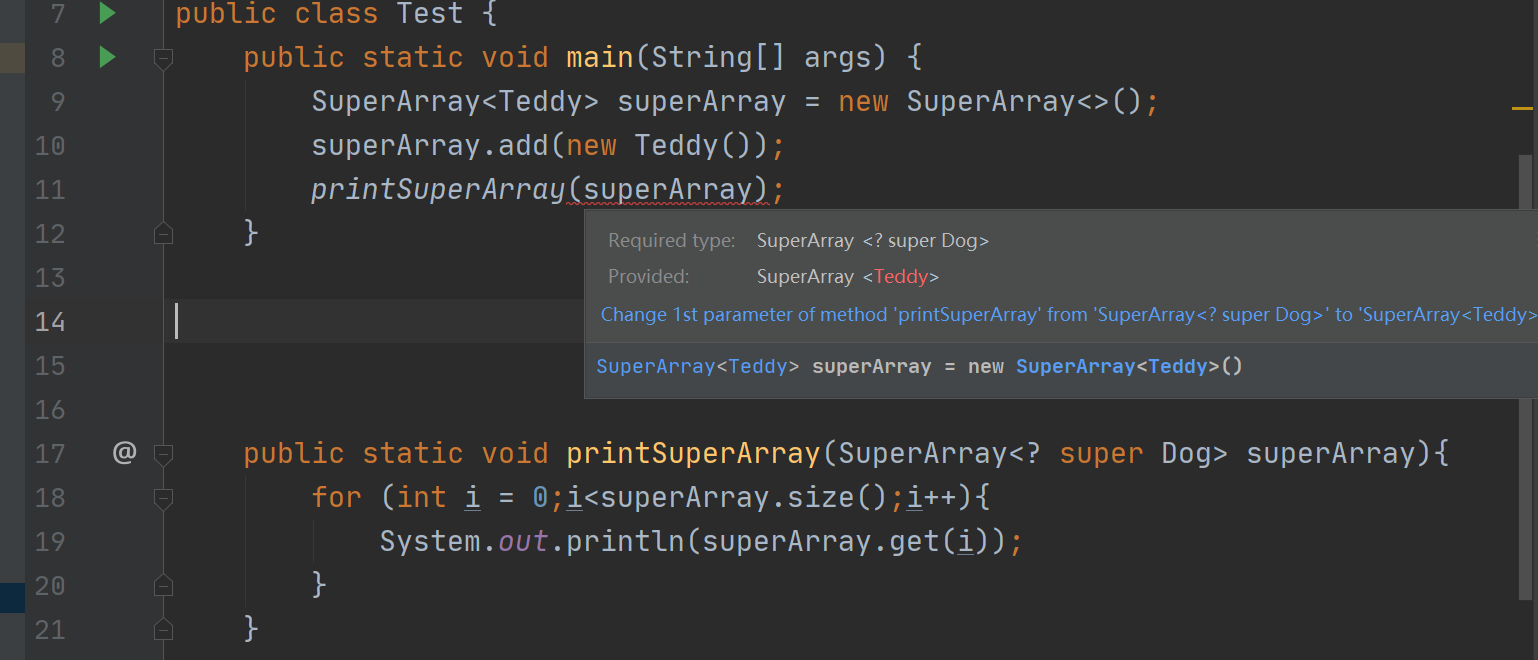 7 public class Test {
8 public static void main(String[] args) {
9 SuperArray<Teddy> superArray = new SuperArray<>();
10 superArray.add(new Teddy());
11 printSuperArray(superArray);
12 }
13
14
15
16
Required type: SuperArray <? super Dog>
Provided: SuperArray <Teddy>
Change 1st parameter of method 'printSuperArray' from 'SuperArray<? super Dog>' to 'SuperArray<Teddy>
SuperArray<Teddy> superArray = new SuperArray<Teddy>()
17 @ public static void printSuperArray(SuperArray<? super Dog> superArray){
18 for (int i = 0;i<superArray.size();i++){
19 System.out.println(superArray.get(i));
20 }
21 }